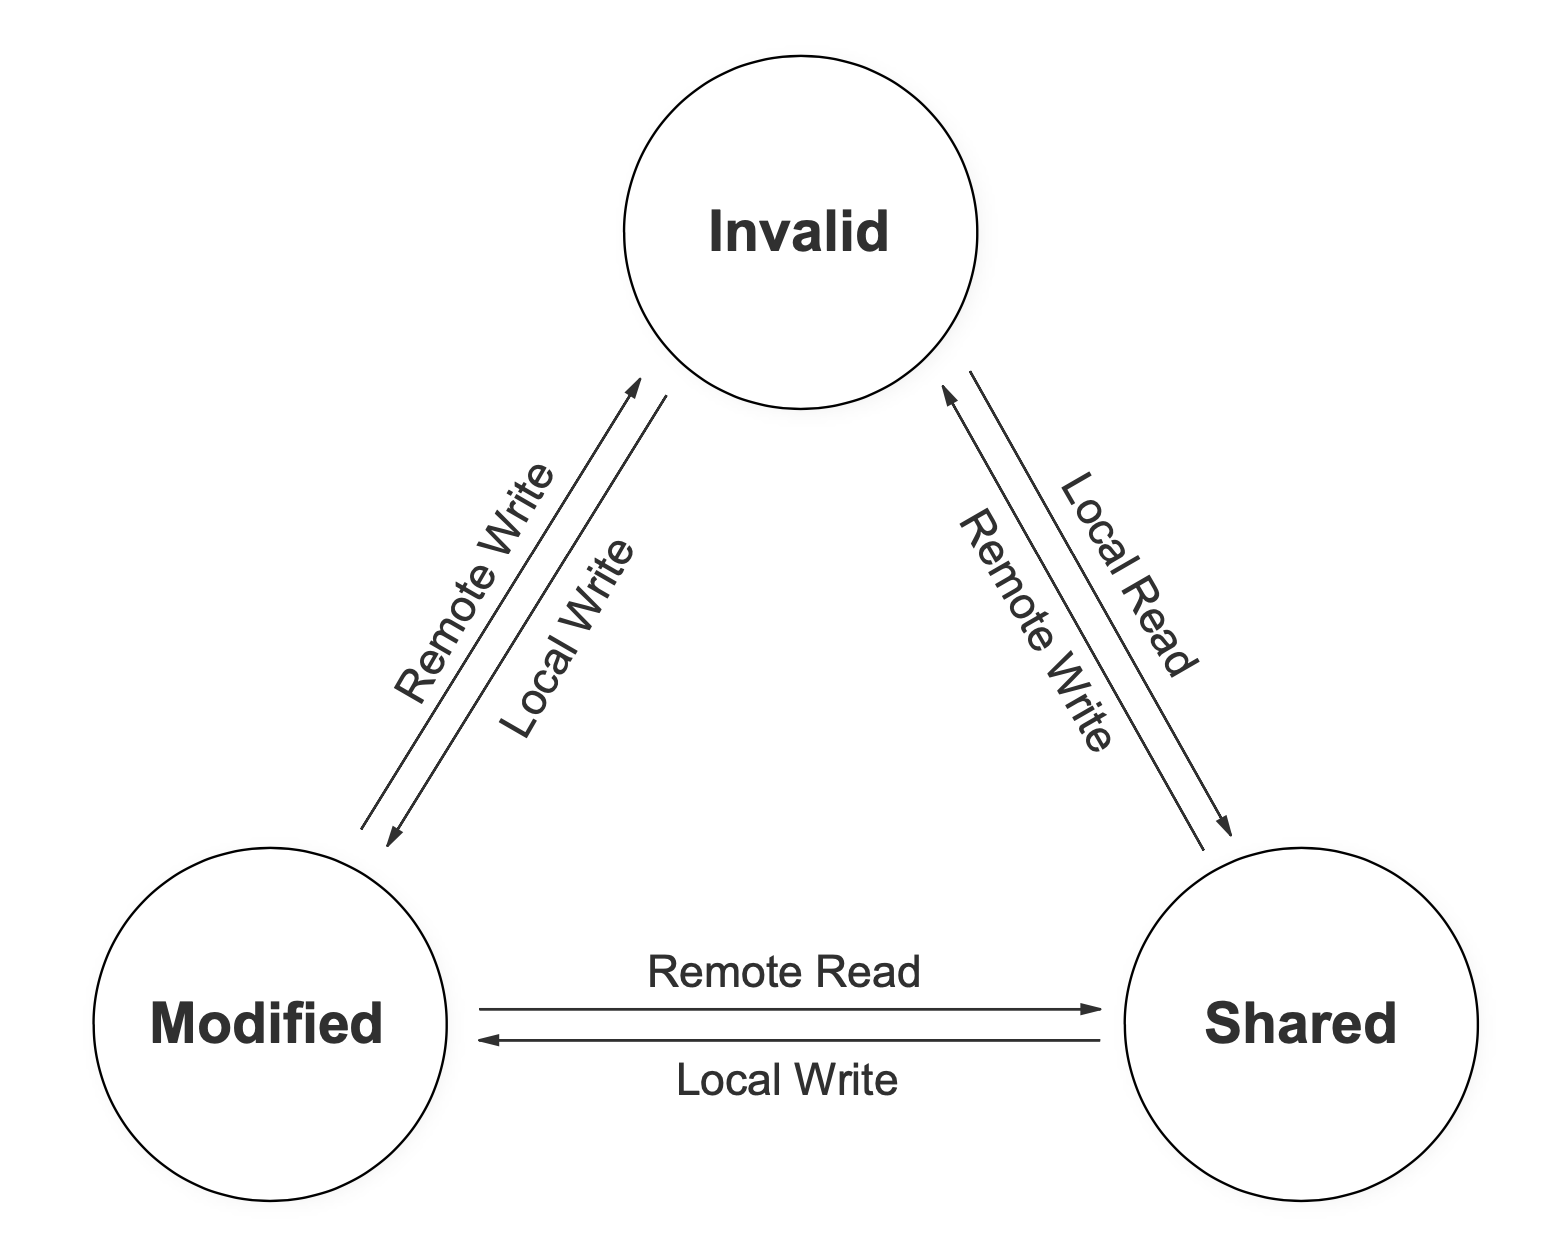 Invalid
Remote Write
Local Write
Remote Write
Local Read
Remote Read
Modified
Shared
Local Write